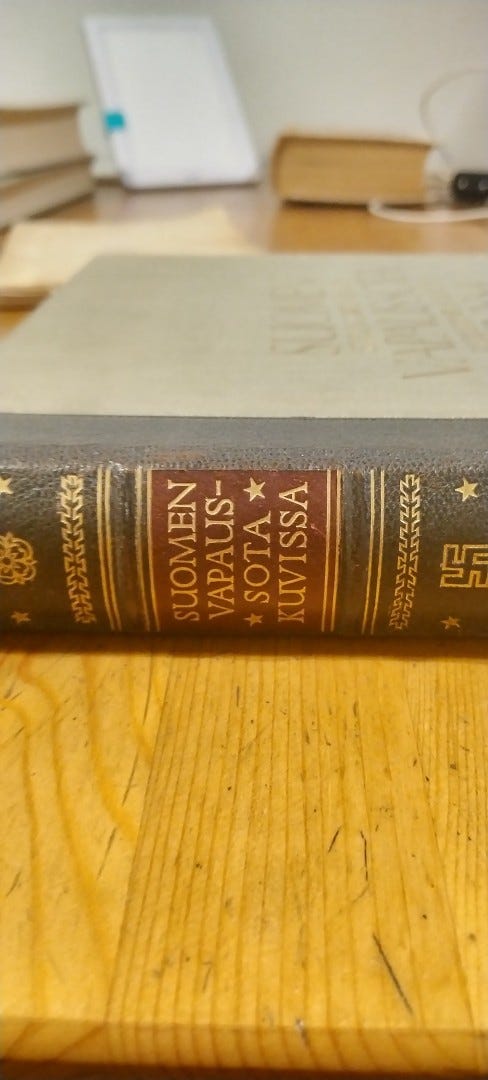 SUOMEN
VAPAUS-
★ SOTA ★
KUVISSA